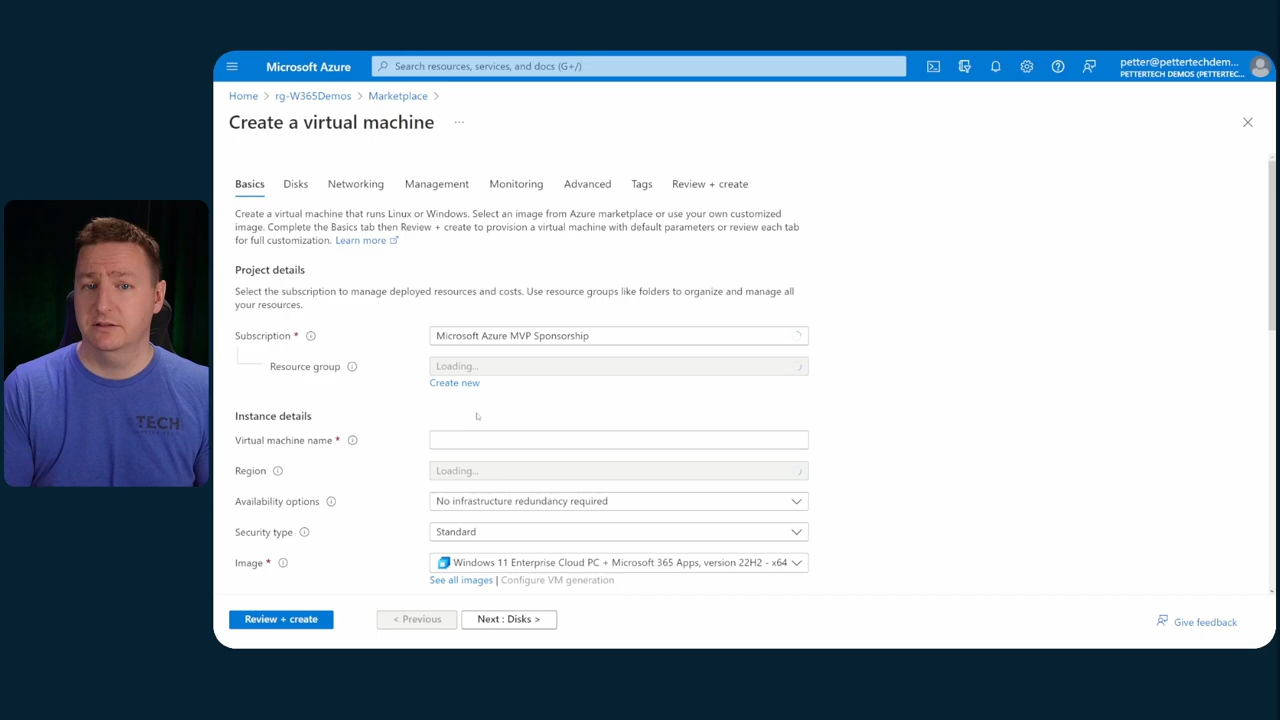 Microsoft Azure
Search resources, services, and docs (G+/)
petter@pettertechdem...
PETTERTECH DEMOS (PETTERTEC...
Home > rg-W365Demos > Marketplace >
Create a virtual machine ...
Basics Disks Networking Management Monitoring Advanced Tags Review + create
Create a virtual machine that runs Linux or Windows. Select an image from Azure marketplace or use your own customized
image. Complete the Basics tab then Review + create to provision a virtual machine with default parameters or review each tab
for full customization. Learn more
Project details
Select the subscription to manage deployed resources and costs. Use resource groups like folders to organize and manage all
your resources.
Subscription * Microsoft Azure MVP Sponsorship
Resource group Loading...
Create new
Instance details
Virtual machine name *
Region Loading...
Availability options No infrastructure redundancy required
Security type Standard
Image * Windows 11 Enterprise Cloud PC + Microsoft 365 Apps, version 22H2 - x64
See all images | Configure VM generation
Review + create < Previous Next : Disks > Give feedback
TECH